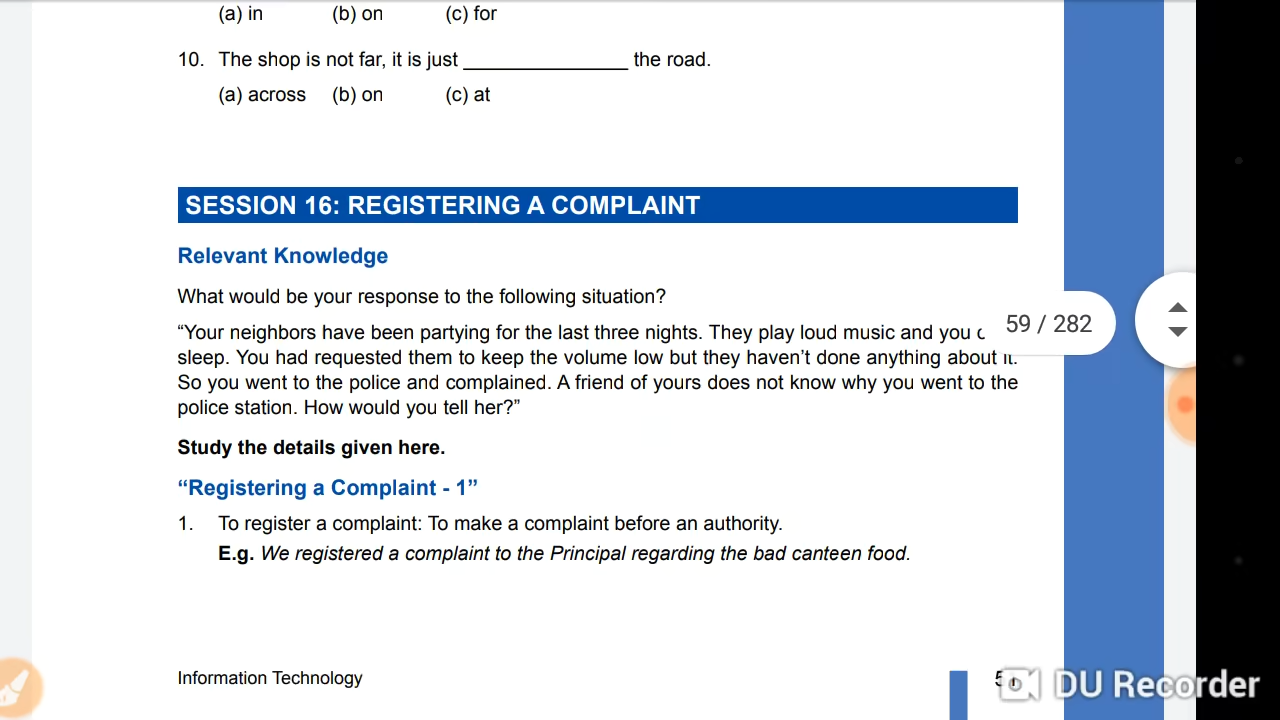 (a) in (b) on (c) for
10. The shop is not far, it is just _______________ the road.
(a) across (b) on (c) at
SESSION 16: REGISTERING A COMPLAINT
Relevant Knowledge
What would be your response to the following situation?
“Your neighbors have been partying for the last three nights. They play loud music and you
sleep. You had requested them to keep the volume low but they haven’t done anything about it.
So you went to the police and complained. A friend of yours does not know why you went to the
police station. How would you tell her?”
59 / 282
Study the details given here.
“Registering a Complaint - 1”
1. To register a complaint: To make a complaint before an authority.
E.g. We registered a complaint to the Principal regarding the bad canteen food.
Information Technology
DU Recorder